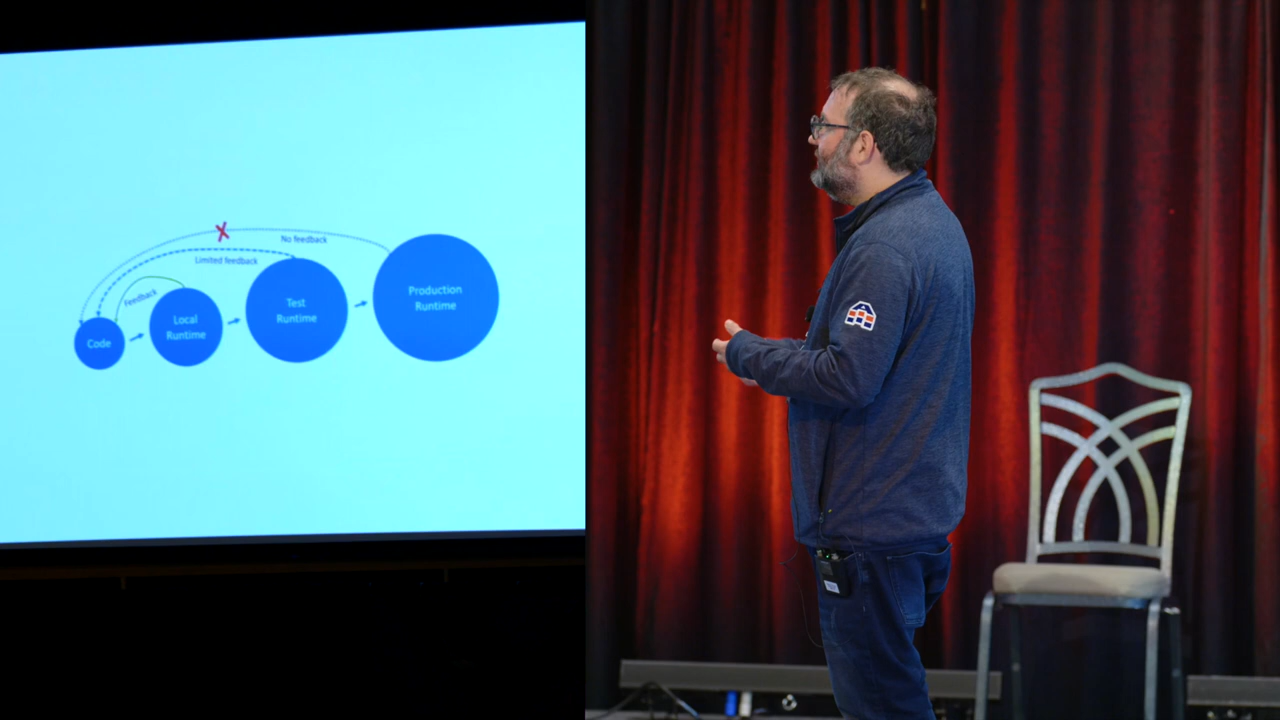 No feedback
Limited feedback
Feedback
Code
Local
Runtime
Test
Runtime
Production
Runtime